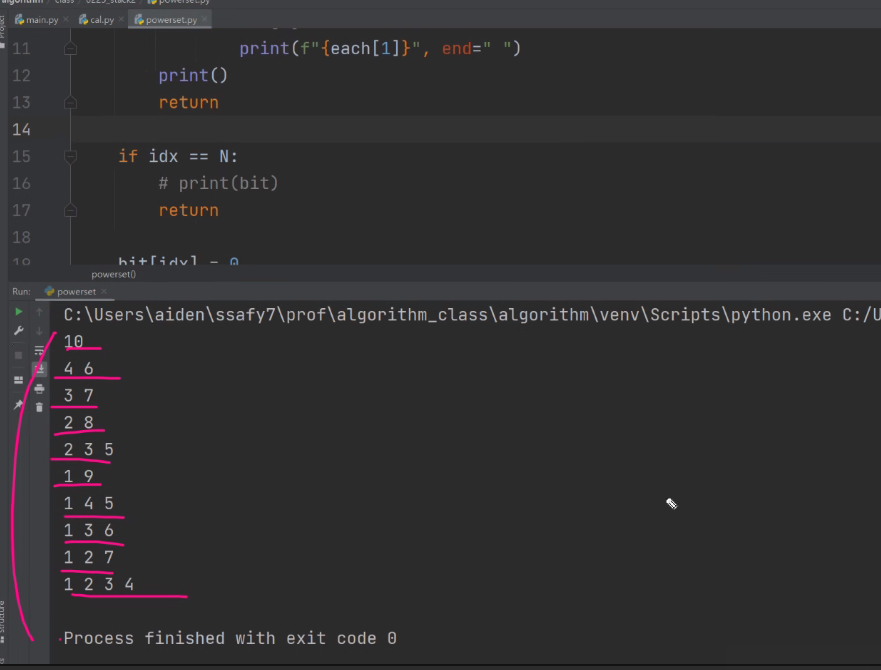 algorithm class 0223_stack2 powerset.py
main.py cal.py powerset.py
Project
11 print(f"{each[1]}", end=" ")
12 print()
13 return
14
15 if idx == N:
16 # print(bit)
17 return
18
19 bit[idx] = 0
powerset()
Run: powerset
C:\Users\aiden\ssafy7\prof\algorithm_class\algorithm\venv\Scripts\python.exe C:/U
10
4 6
3 7
2 8
2 3 5
1 9
1 4 5
1 3 6
1 2 7
1 2 3 4
Process finished with exit code 0
Structure